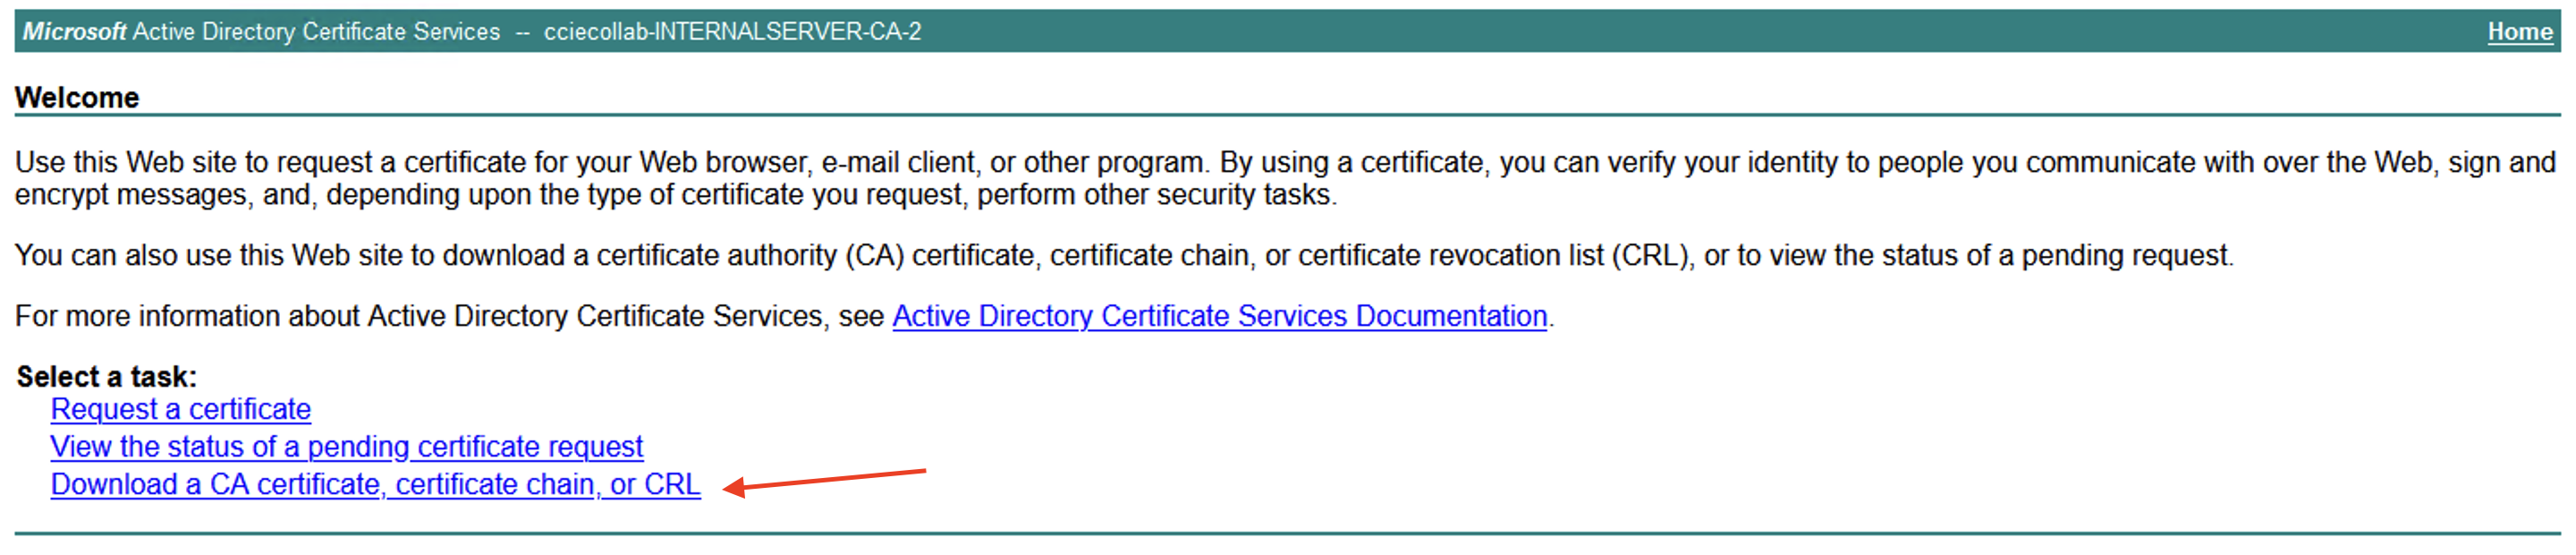 Microsoft Active Directory Certificate Services  --  cciecollab-INTERNALSERVER-CA-2 Home
Welcome
Use this Web site to request a certificate for your Web browser, e-mail client, or other program. By using a certificate, you can verify your identity to people you communicate with over the Web, sign and
encrypt messages, and, depending upon the type of certificate you request, perform other security tasks.
You can also use this Web site to download a certificate authority (CA) certificate, certificate chain, or certificate revocation list (CRL), or to view the status of a pending request.
For more information about Active Directory Certificate Services, see Active Directory Certificate Services Documentation.
Select a task:
Request a certificate
View the status of a pending certificate request
Download a CA certificate, certificate chain, or CRL